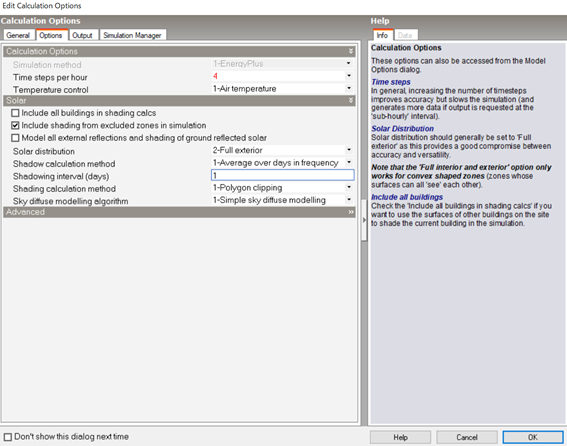 Edit Calculation Options
Calculation Options
General Options Output Simulation Manager
Calculation Options
Simulation method 1-EnergyPlus
Time steps per hour 4
Temperature control 1-Air temperature
Solar
Include all buildings in shading calcs
Include shading from excluded zones in simulation
Model all external reflections and shading of ground reflected solar
Solar distribution 2-Full exterior
Shadow calculation method 1-Average over days in frequency
Shadowing interval (days) 1
Shading calculation method 1-Polygon clipping
Sky diffuse modelling algorithm 1-Simple sky diffuse modelling
Advanced
Don't show this dialog next time
Help
Info Data
Calculation Options
These options can also be accessed from the Model
Options dialog.
Time steps
In general, increasing the number of timesteps
improves accuracy but slows the simulation (and
generates more data if output is requested at the
'sub-hourly' interval).
Solar Distribution
Solar distribution should generally be set to 'Full
exterior' as this provides a good compromise between
accuracy and versatility.
Note that the 'Full interior and exterior' option only
works for convex shaped zones (zones whose
surfaces can all 'see' each other).
Include all buildings
Check the 'Include all buildings in shading calcs' if you
want to use the surfaces of other buildings on the site
to shade the current building in the simulation.
Help Cancel OK